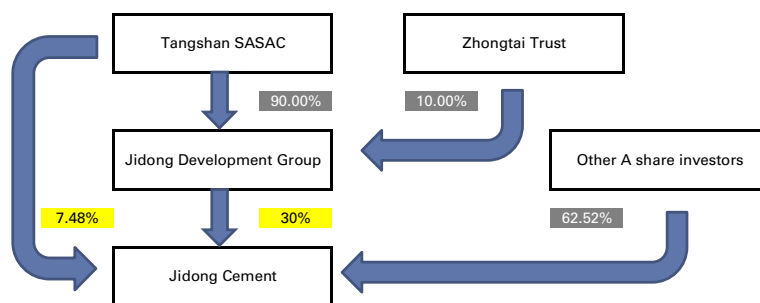 Tangshan SASAC
Zhongtai Trust
90.00%
10.00%
Jidong Development Group
Other A share investors
7.48%
30%
62.52%
Jidong Cement